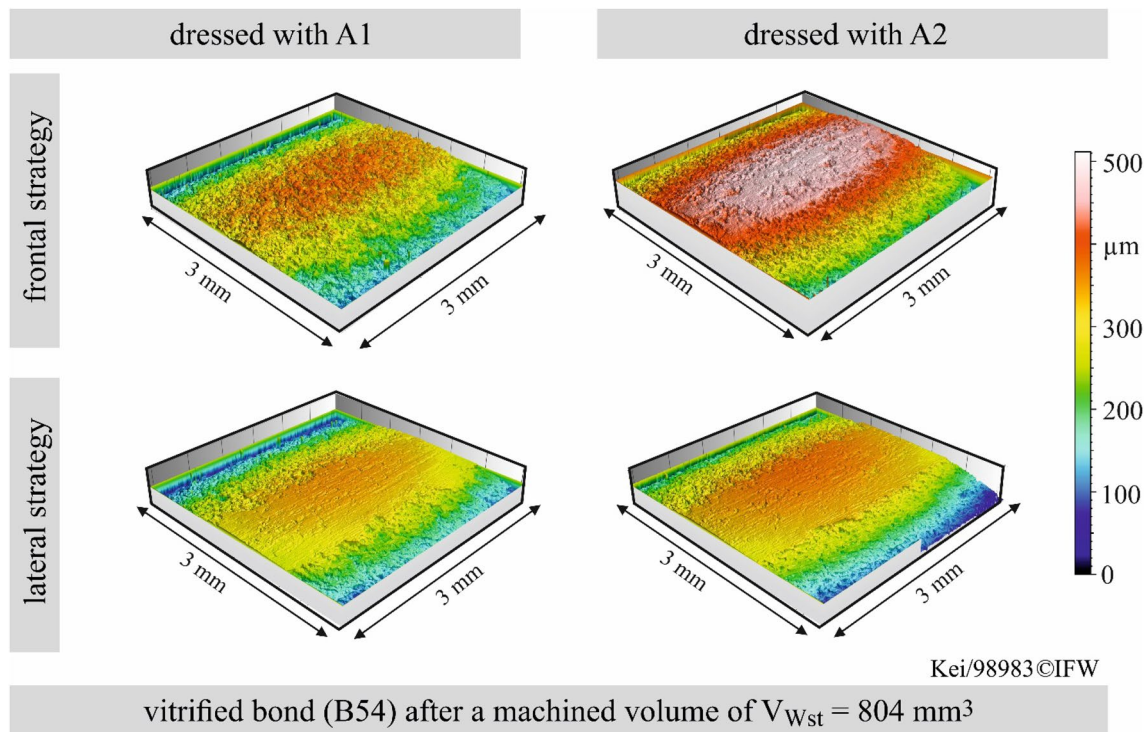 dressed with A1
dressed with A2
frontal strategy
3 mm
3 mm
3 mm
3 mm
500
µm
300
200
100
0
lateral strategy
3 mm
3 mm
3 mm
3 mm
Kei/98983©IFW
vitrified bond (B54) after a machined volume of V_Wst = 804 mm³